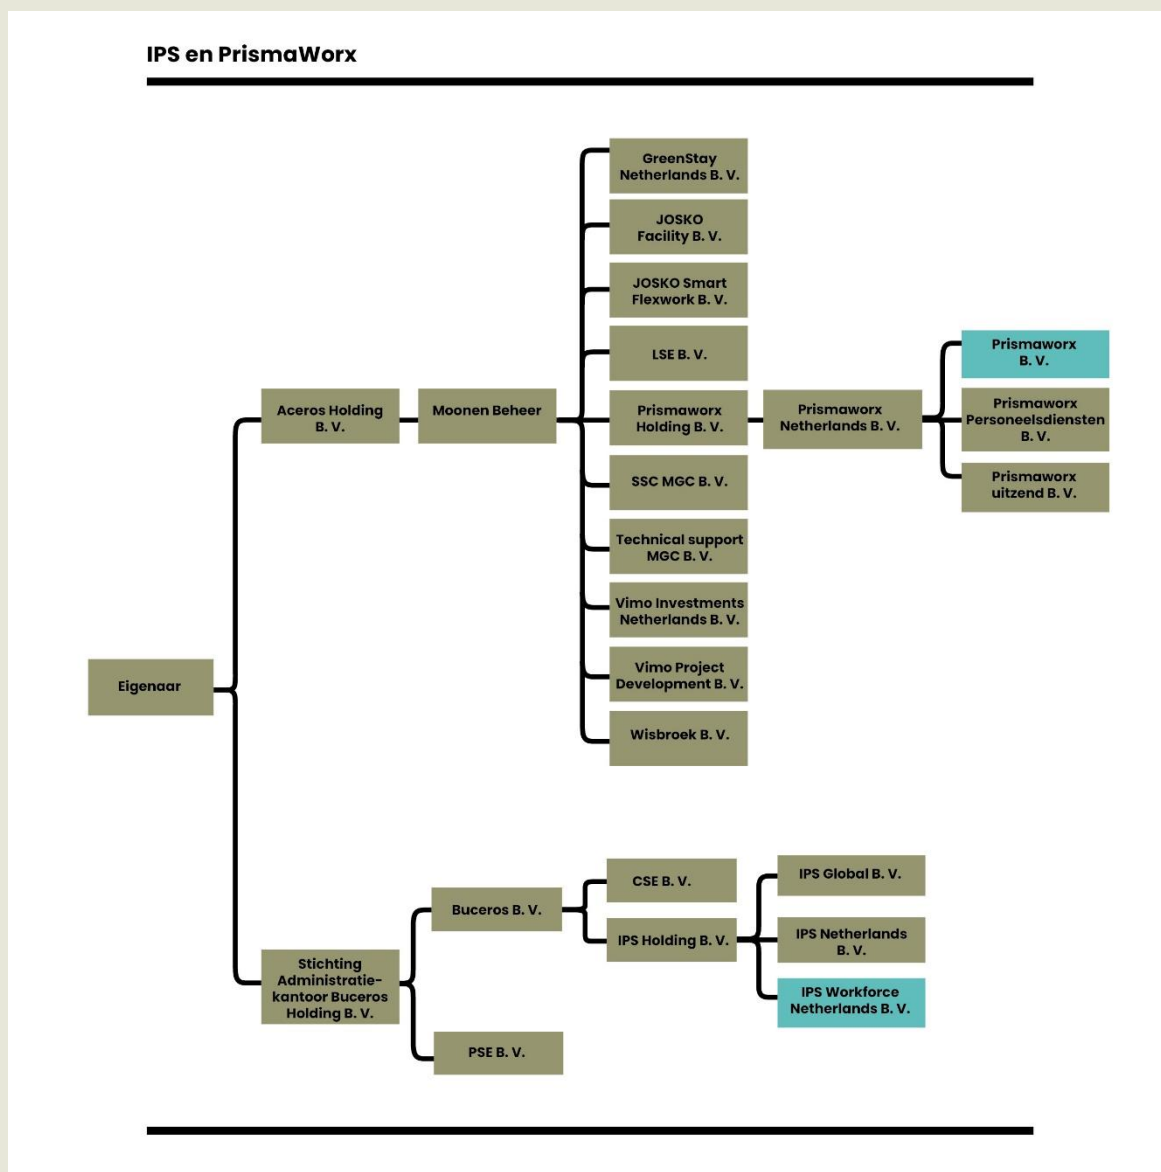 IPS en PrismaWorx
GreenStay
Netherlands B. V.
JOSKO
Facility B. V.
JOSKO Smart
Flexwork B. V.
LSE B. V.
Prismaworx
B. V.
Aceros Holding
B. V.
Moonen Beheer
Prismaworx
Holding B. V.
Prismaworx
Netherlands B. V.
Prismaworx
Personeelsdiensten
B. V.
SSC MGC B. V.
Prismaworx
uitzend B. V.
Technical support
MGC B. V.
Vimo Investments
Netherlands B. V.
Vimo Project
Development B. V.
Eigenaar
Wisbroek B. V.
CSE B. V.
IPS Global B. V.
Buceros B. V.
IPS Holding B. V.
IPS Netherlands
B. V.
Stichting
Administratie-
kantoor Buceros
Holding B. V.
IPS Workforce
Netherlands B. V.
PSE B. V.